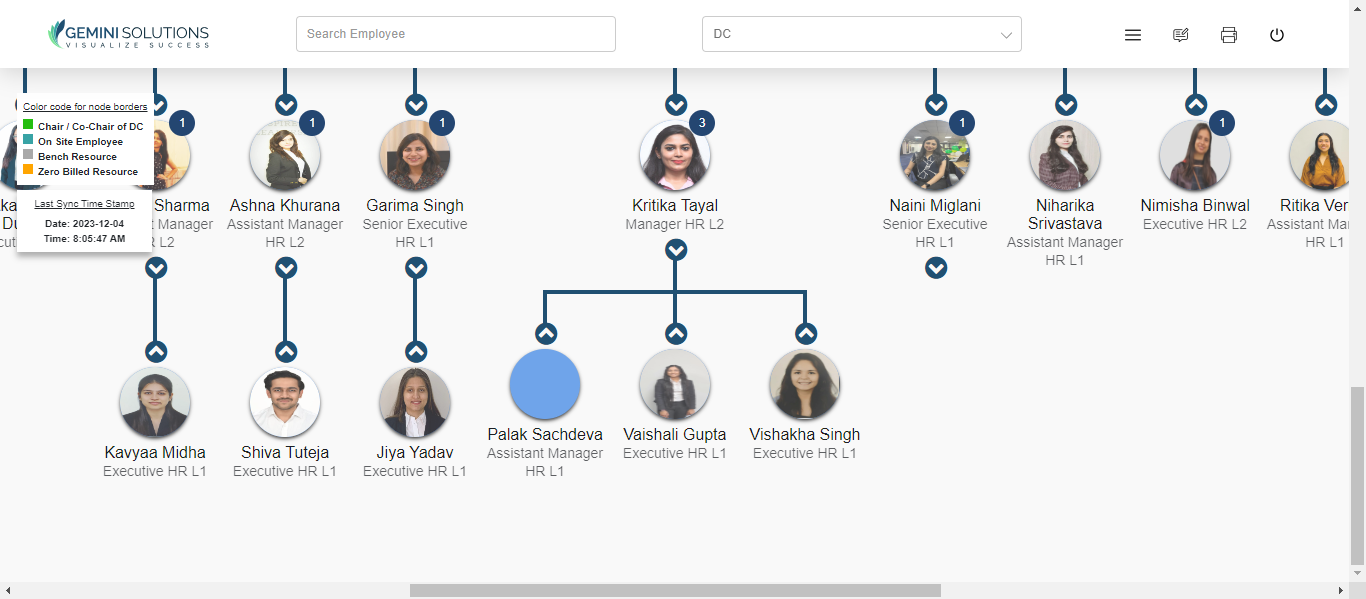 GEMINI SOLUTIONS
VISUALIZE SUCCESS
Search Employee
DC
Color code for node borders
Chair / Co-Chair of DC
On Site Employee
Bench Resource
Zero Billed Resource
Last Sync Time Stamp
Date: 2023-12-04
Time: 8:05:47 AM
1
Sharma
t Manager
HR L2
1
Ashna Khurana
Assistant Manager
HR L2
1
Garima Singh
Senior Executive
HR L1
3
Kritika Tayal
Manager HR L2
1
Naini Miglani
Senior Executive
HR L1
Niharika
Srivastava
Assistant Manager
HR L1
1
Nimisha Binwal
Executive HR L2
Ritika Ver
Assistant Ma
HR L1
Kavyaa Midha
Executive HR L1
Shiva Tuteja
Executive HR L1
Jiya Yadav
Executive HR L1
Palak Sachdeva
Assistant Manager
HR L1
Vaishali Gupta
Executive HR L1
Vishakha Singh
Executive HR L1